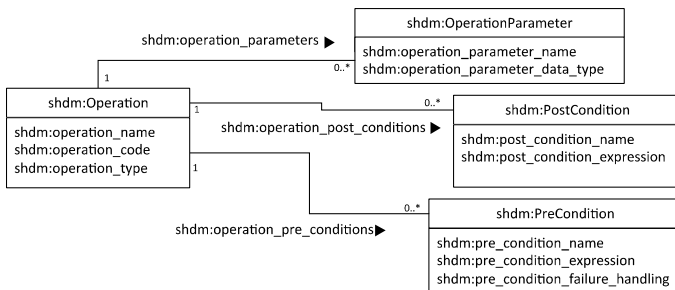 shdm:OperationParameter
shdm:operation_parameters ▶
shdm:operation_parameter_name
shdm:operation_parameter_data_type
0..*
1
shdm:Operation
1
0..*
shdm:PostCondition
shdm:operation_name
shdm:operation_code
shdm:operation_type
shdm:operation_post_conditions ▶
shdm:post_condition_name
shdm:post_condition_expression
1
0..*
shdm:PreCondition
shdm:operation_pre_conditions▶
shdm:pre_condition_name
shdm:pre_condition_expression
shdm:pre_condition_failure_handling